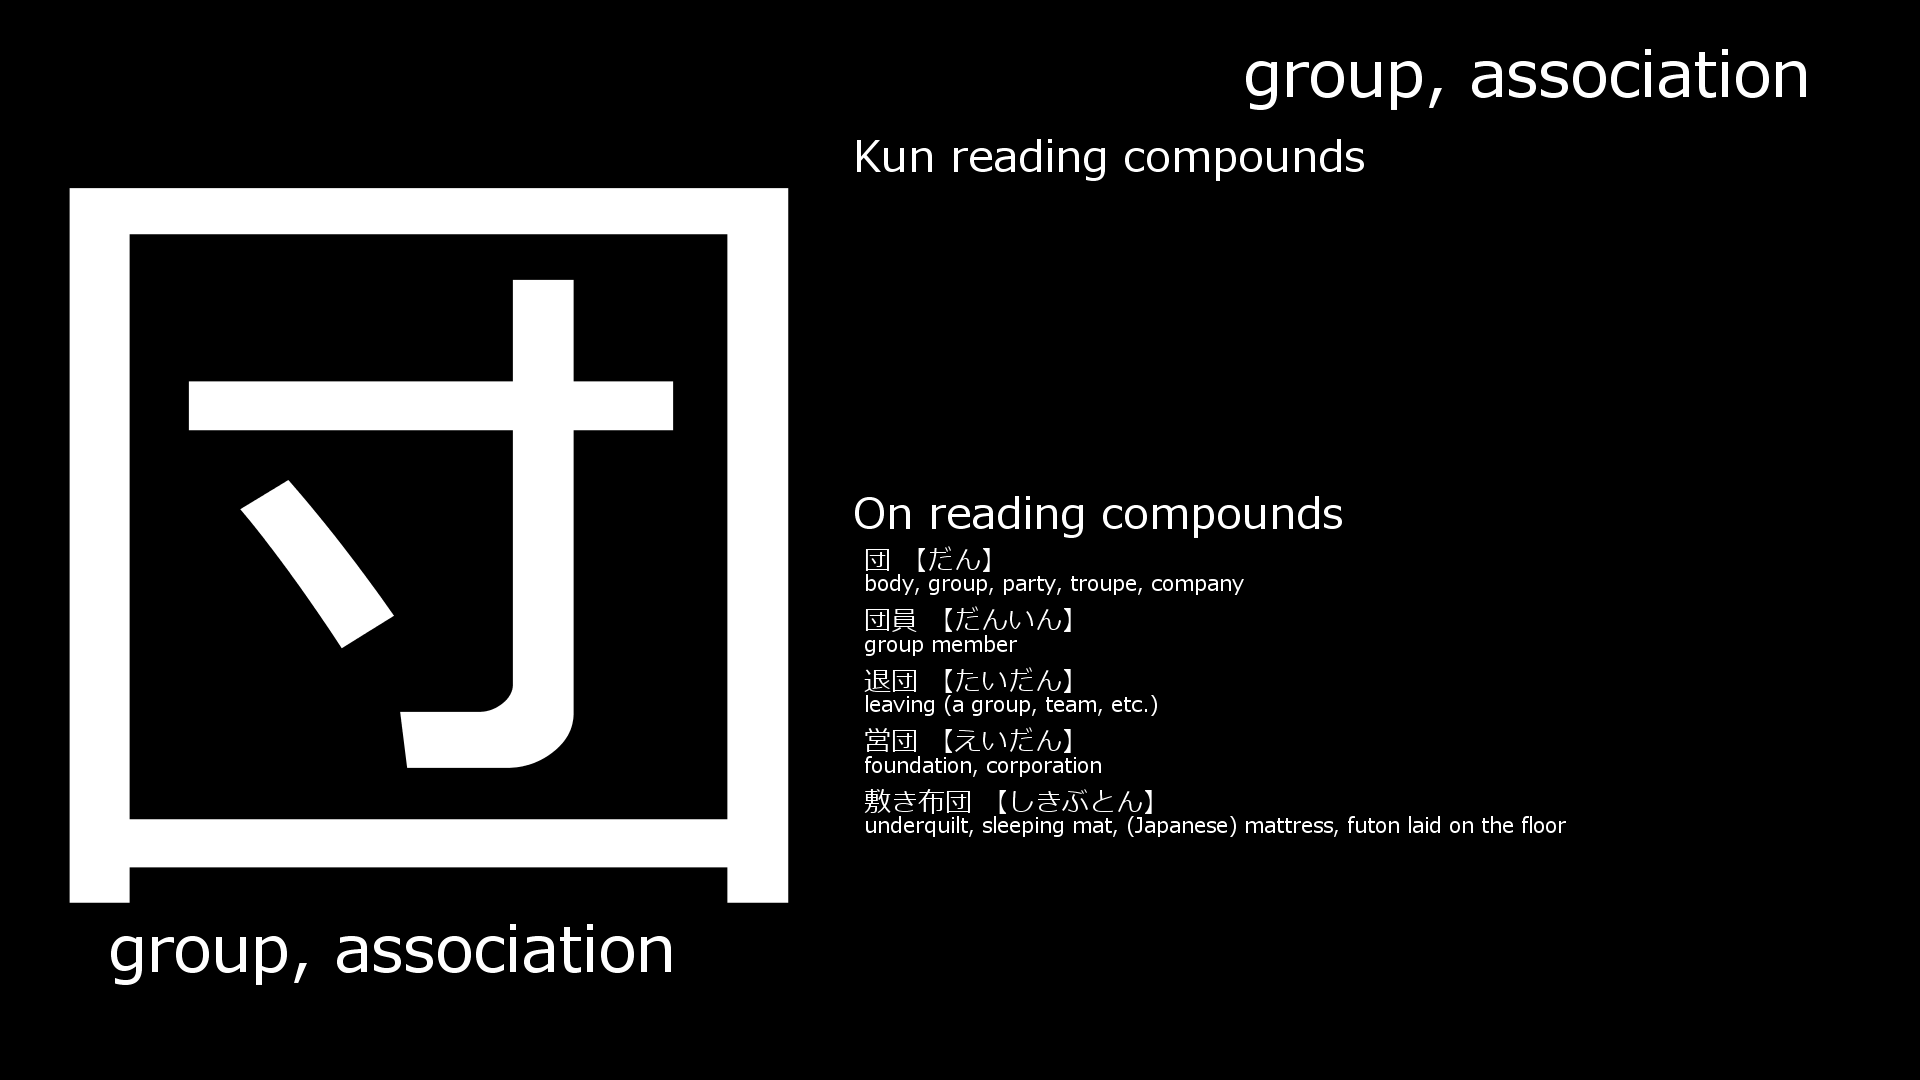 団
group, association
group, association
Kun reading compounds
On reading compounds
団 【だん】
body, group, party, troupe, company
団員 【だんいん】
group member
退団 【たいだん】
leaving (a group, team, etc.)
営団 【えいだん】
foundation, corporation
敷き布団 【しきぶとん】
underquilt, sleeping mat, (Japanese) mattress, futon laid on the floor